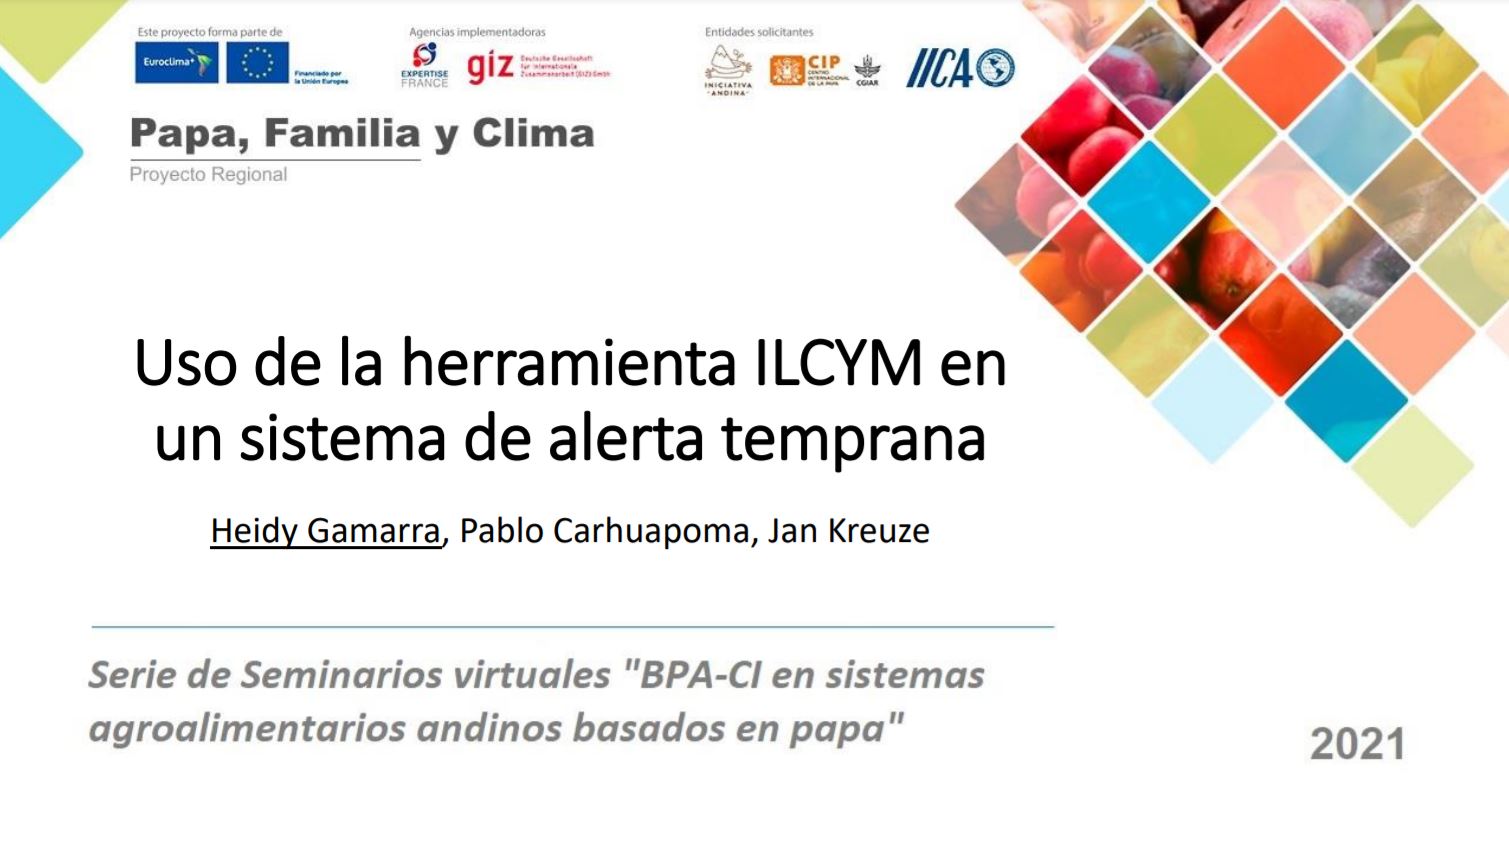 Este proyecto forma parte de
Euroclima+
Financiado por
la Unión Europea
Agencias implementadoras
EXPERTISE
FRANCE
giz Deutsche Gesellschaft
für Internationale
Zusammenarbeit (GIZ) GmbH
Entidades solicitantes
INICIATIVA
·ANDINA·
CIP
CENTRO
INTERNACIONAL
DE LA PAPA
CGIAR
IICA
Papa, Familia y Clima
Proyecto Regional
Uso de la herramienta ILCYM en
un sistema de alerta temprana
Heidy Gamarra, Pablo Carhuapoma, Jan Kreuze
Serie de Seminarios virtuales "BPA-CI en sistemas
agroalimentarios andinos basados en papa"
2021